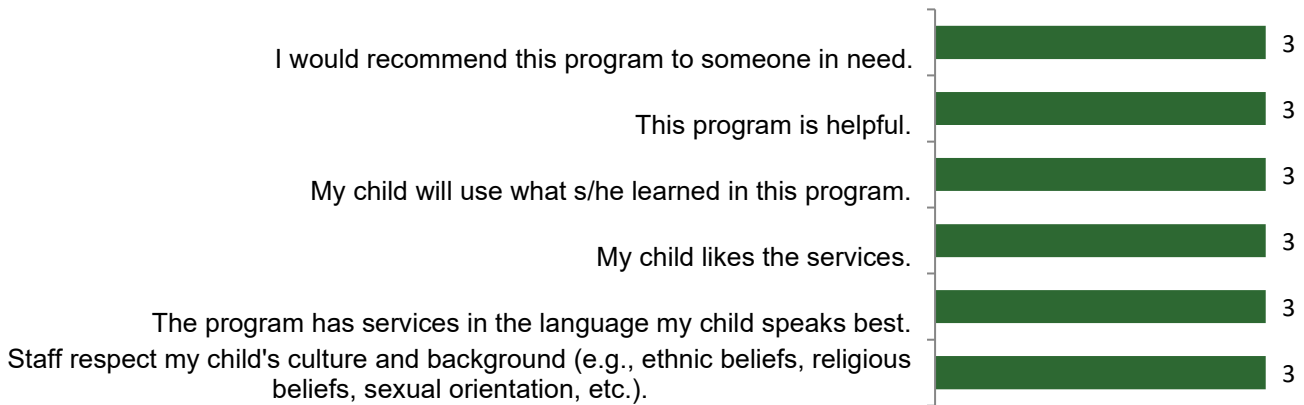 I would recommend this program to someone in need.
3
This program is helpful.
3
My child will use what s/he learned in this program.
3
My child likes the services.
3
The program has services in the language my child speaks best.
3
Staff respect my child's culture and background (e.g., ethnic beliefs, religious
beliefs, sexual orientation, etc.).
3